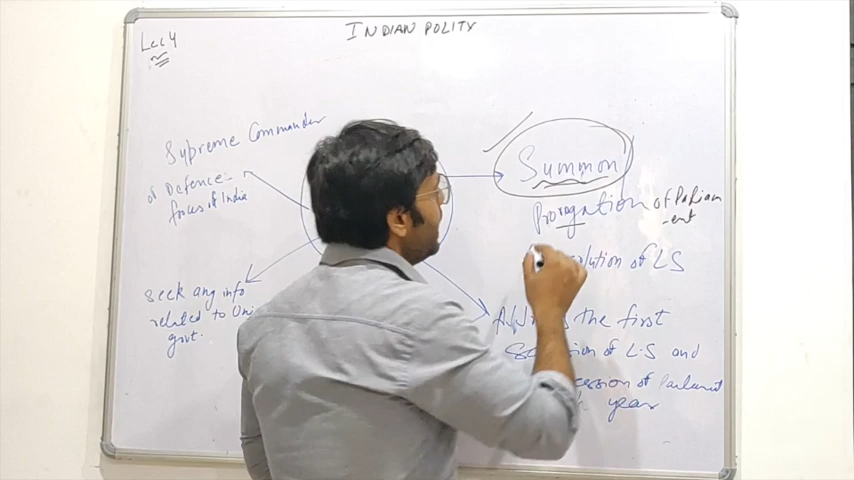 INDIAN POLITY
Lec 4
Supreme Commander
of Defence
forces of India
Seek any info
related to Uni
govt.
Summon
Prorogation of Parliam
-ent
olution of LS
the first
of L.S and
ession of Parliament
year